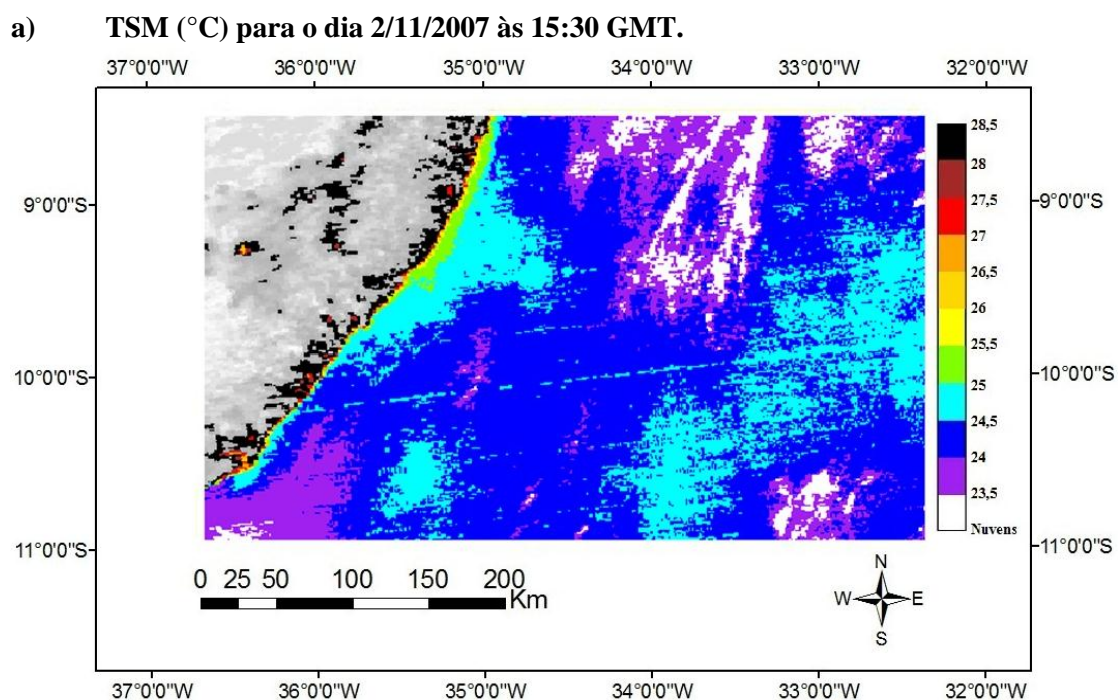 a) TSM (°C) para o dia 2/11/2007 às 15:30 GMT.
37°0'0"W 36°0'0"W 35°0'0"W 34°0'0"W 33°0'0"W 32°0'0"W
28,5
28
27,5
9°0'0"S 9°0'0"S
27
26,5
26
25,5
25
10°0'0"S 10°0'0"S
24,5
24
23,5
Nuvens
11°0'0"S 11°0'0"S
N
0 25 50 100 150 200 Km
W E
S
37°0'0"W 36°0'0"W 35°0'0"W 34°0'0"W 33°0'0"W 32°0'0"W